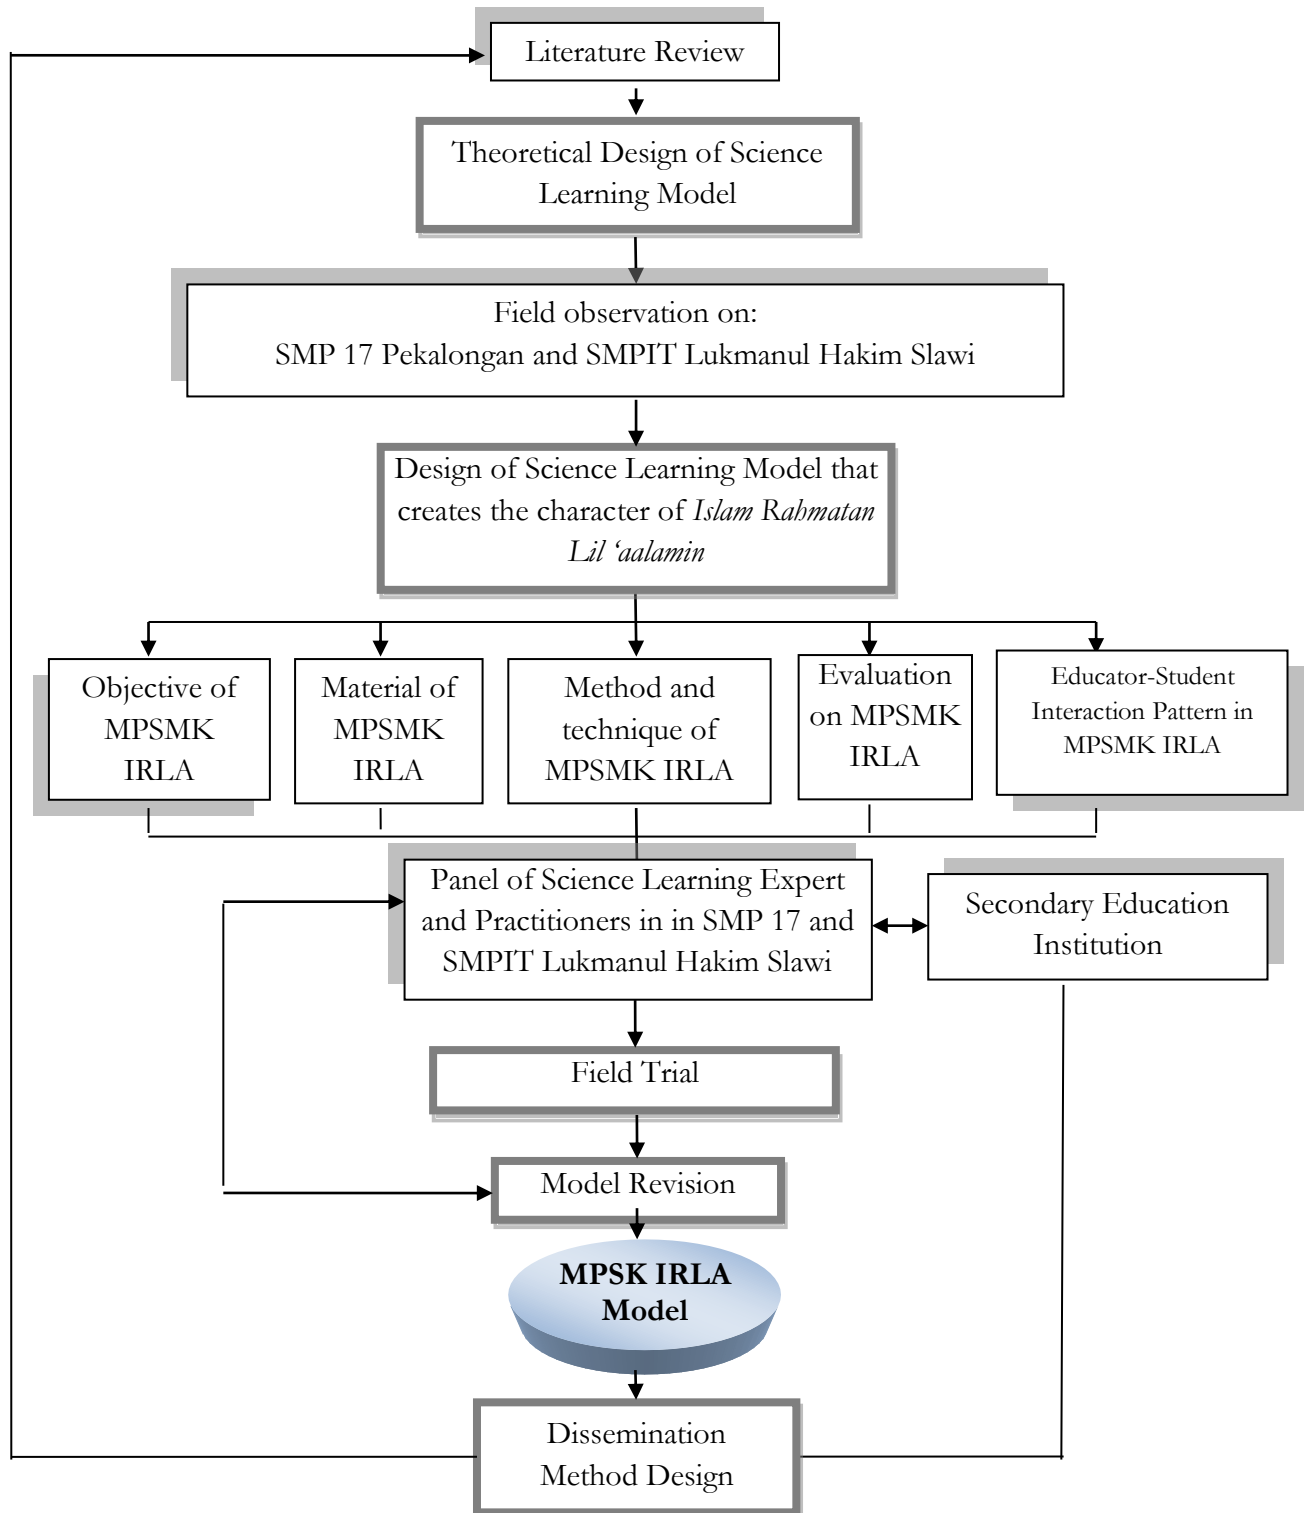 Literature Review
Theoretical Design of Science
Learning Model
Field observation on:
SMP 17 Pekalongan and SMPIT Lukmanul Hakim Slawi
Design of Science Learning Model that
creates the character of Islam Rahmatan
Lil ‘aalamin
Objective of
MPSMK
IRLA
Material of
MPSMK
IRLA
Method and
technique of
MPSMK IRLA
Evaluation
on MPSMK
IRLA
Educator-Student
Interaction Pattern in
MPSMK IRLA
Panel of Science Learning Expert
and Practitioners in in SMP 17 and
SMPIT Lukmanul Hakim Slawi
Secondary Education
Institution
Field Trial
Model Revision
MPSK IRLA
Model
Dissemination
Method Design